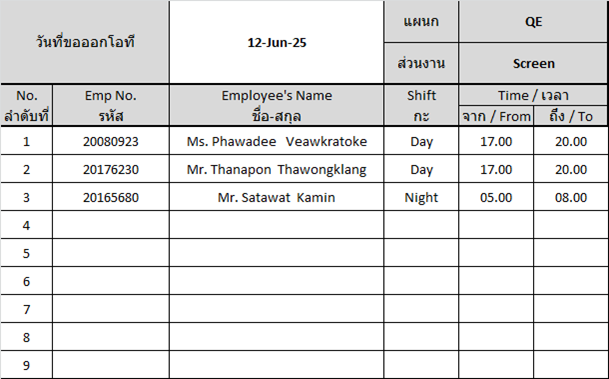 วันที่ขอออกโอที 12-Jun-25 แผนก QE
ส่วนงาน Screen
No. Emp No. Employee's Name Shift Time / เวลา
ลำดับที่ รหัส ชื่อ-สกุล กะ จาก / From ถึง / To
1 20080923 Ms. Phawadee Veawkratoke Day 17.00 20.00
2 20176230 Mr. Thanapon Thawongklang Day 17.00 20.00
3 20165680 Mr. Satawat Kamin Night 05.00 08.00
4
5
6
7
8
9